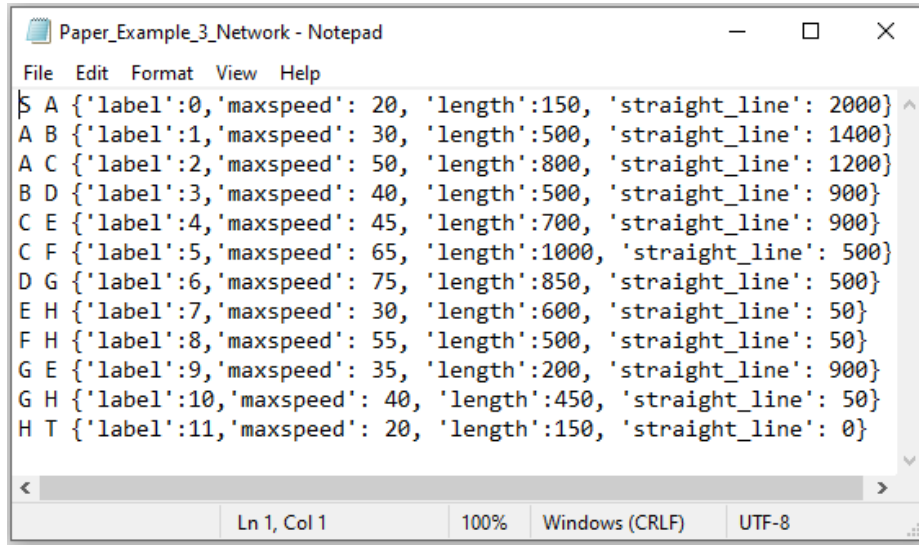 Paper_Example_3_Network - Notepad
File Edit Format View Help
S A {'label':0,'maxspeed': 20, 'length':150, 'straight_line': 2000}
A B {'label':1,'maxspeed': 30, 'length':500, 'straight_line': 1400}
A C {'label':2,'maxspeed': 50, 'length':800, 'straight_line': 1200}
B D {'label':3,'maxspeed': 40, 'length':500, 'straight_line': 900}
C E {'label':4,'maxspeed': 45, 'length':700, 'straight_line': 900}
C F {'label':5,'maxspeed': 65, 'length':1000, 'straight_line': 500}
D G {'label':6,'maxspeed': 75, 'length':850, 'straight_line': 500}
E H {'label':7,'maxspeed': 30, 'length':600, 'straight_line': 50}
F H {'label':8,'maxspeed': 55, 'length':500, 'straight_line': 50}
G E {'label':9,'maxspeed': 35, 'length':200, 'straight_line': 900}
G H {'label':10,'maxspeed': 40, 'length':450, 'straight_line': 50}
H T {'label':11,'maxspeed': 20, 'length':150, 'straight_line': 0}
Ln 1, Col 1 100% Windows (CRLF) UTF-8